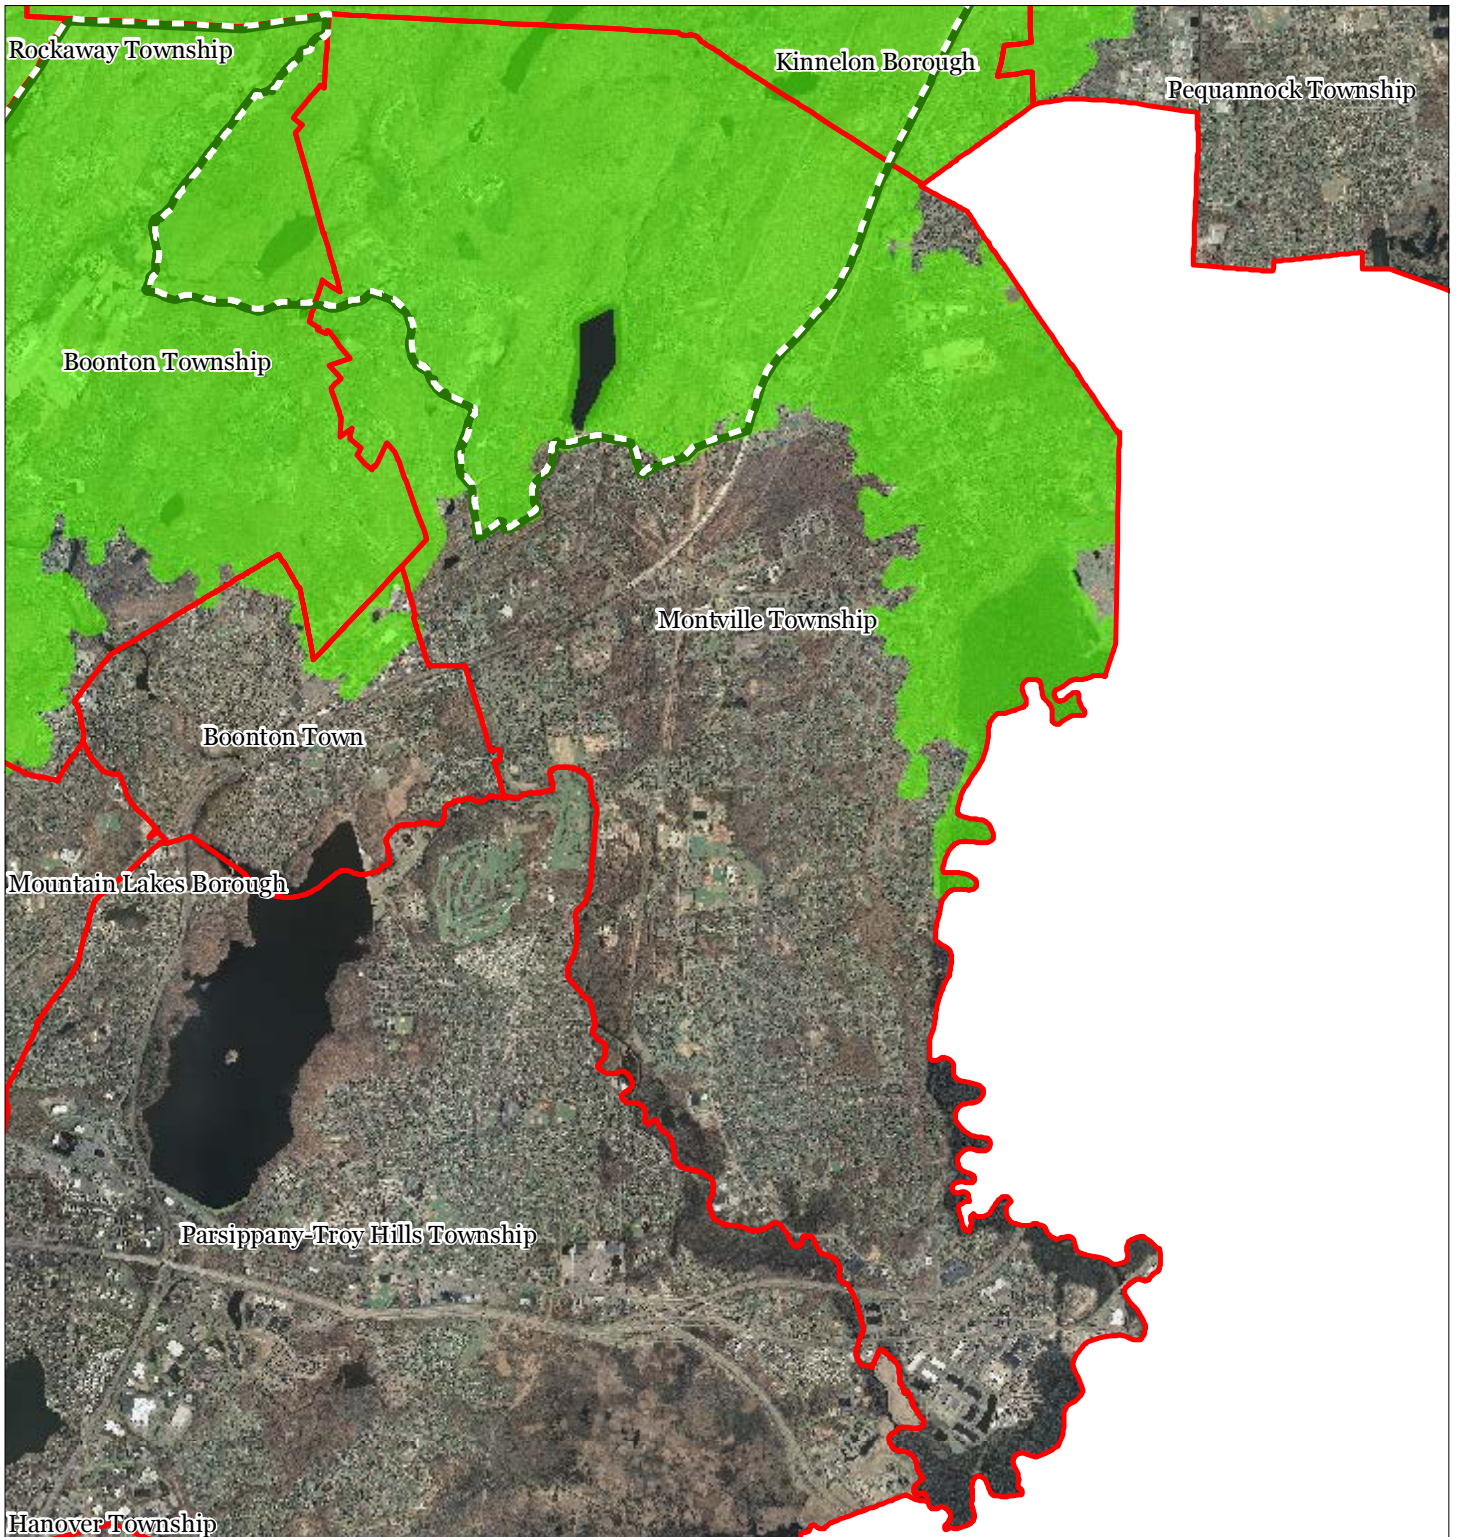 Rockaway Township
Kinnelon Borough
Pequannock Township
Boonton Township
Montville Township
Boonton Town
Mountain Lakes Borough
Parsippany-Troy Hills Township
Hanover Township